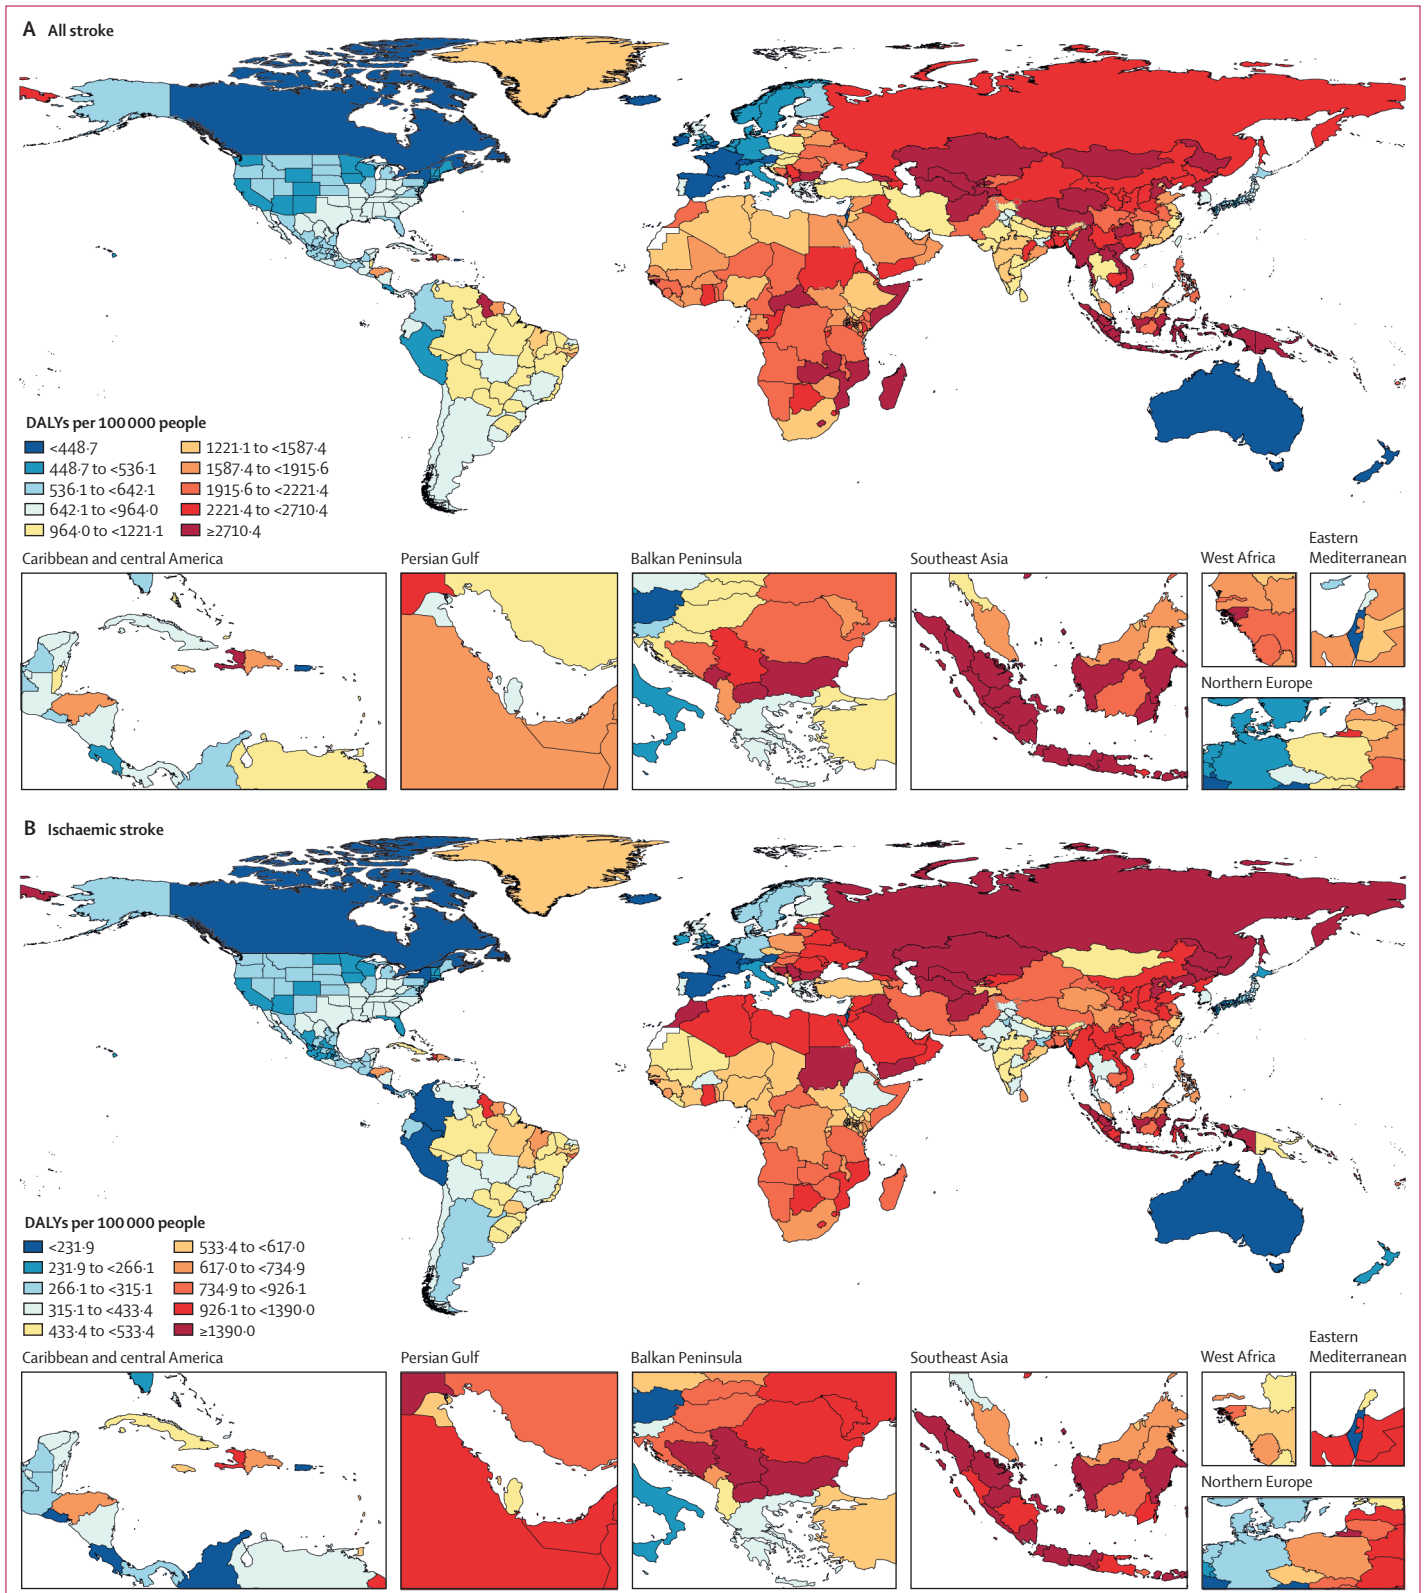 A All stroke
DALYs per 100 000 people
<448·7
448·7 to <536·1
536·1 to <642·1
642·1 to <964·0
964·0 to <1221·1
1221·1 to <1587·4
1587·4 to <1915·6
1915·6 to <2221·4
2221·4 to <2710·4
≥2710·4
Caribbean and central America
Persian Gulf
Balkan Peninsula
Southeast Asia
West Africa
Eastern
Mediterranean
Northern Europe
B Ischaemic stroke
DALYs per 100 000 people
<231·9
231·9 to <266·1
266·1 to <315·1
315·1 to <433·4
433·4 to <533·4
533·4 to <617·0
617·0 to <734·9
734·9 to <926·1
926·1 to <1390·0
≥1390·0
Caribbean and central America
Persian Gulf
Balkan Peninsula
Southeast Asia
West Africa
Eastern
Mediterranean
Northern Europe